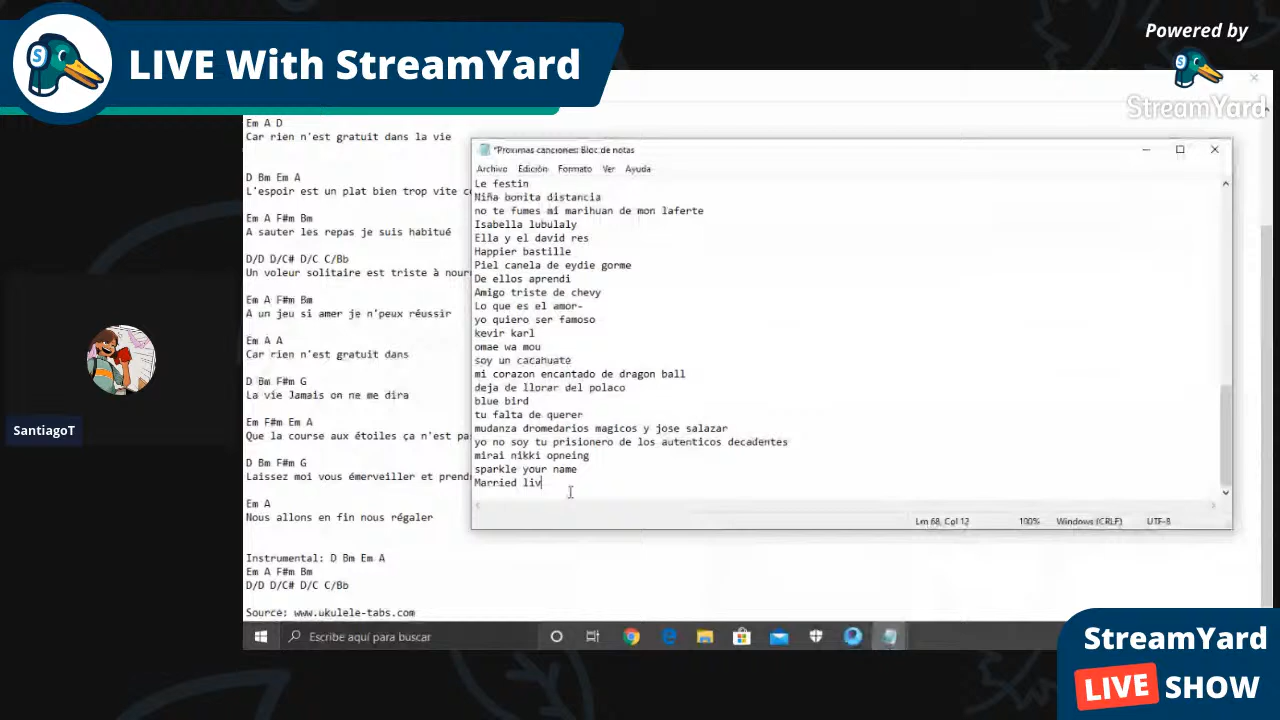 LIVE With StreamYard
Powered by
StreamYard
Em A D
Car rien n'est gratuit dans la vie
D Bm Em A
L'espoir est un plat bien trop vite c
Em A F#m Bm
A sauter les repas je suis habitué
D/D D/C# D/C C/Bb
Un voleur solitaire est triste à nour
Em A F#m Bm
A un jeu si amer je n'peux réussir
Em A A
Car rien n'est gratuit dans
D Bm F#m G
La vie Jamais on ne me dira
Em F#m Em A
Que la course aux étoiles ça n'est pa
D Bm F#m G
Laissez moi vous émerveiller et prend
Em A
Nous allons en fin nous régaler
Instrumental: D Bm Em A
Em A F#m Bm
D/D D/C# D/C C/Bb
Source: www.ukulele-tabs.com
*Proximas canciones: Bloc de notas
Archivo Edición Formato Ver Ayuda
Le festin
Niña bonita distancia
no te fumes mi marihuan de mon laferte
Isabella lubulaly
Ella y el david res
Happier bastille
Piel canela de eydie gorme
De ellos aprendi
Amigo triste de chevy
Lo que es el amor-
yo quiero ser famoso
kevir karl
omae wa mou
soy un cacahuate
mi corazon encantado de dragon ball
deja de llorar del polaco
blue bird
tu falta de querer
mudanza dromedarios magicos y jose salazar
yo no soy tu prisionero de los autenticos decadentes
mirai nikki opneing
sparkle your name
Married liv
Lm 68, Col 12 100% Windows (CRLF) UTF-8
SantiagoT
Escribe aquí para buscar
StreamYard
LIVE SHOW